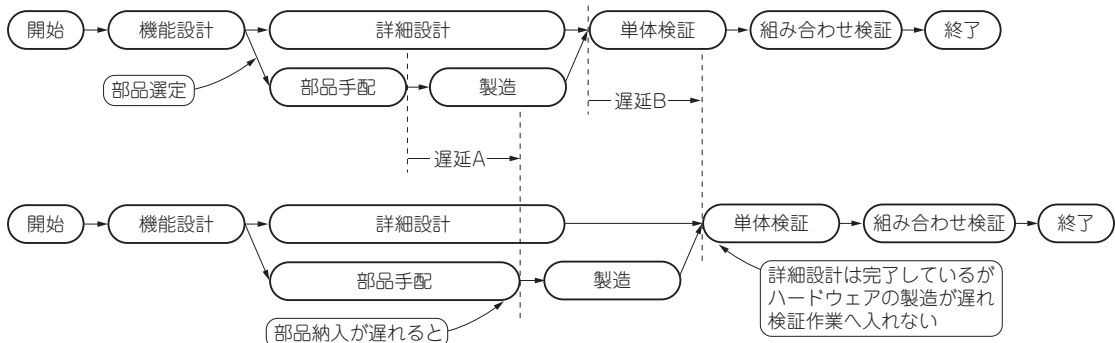 開始
機能設計
詳細設計
単体検証
組み合わせ検証
終了
部品選定
部品手配
製造
遅延B
遅延A
開始
機能設計
詳細設計
単体検証
組み合わせ検証
終了
部品手配
製造
詳細設計は完了しているが
ハードウェアの製造が遅れ
検証作業へ入れない
部品納入が遅れると